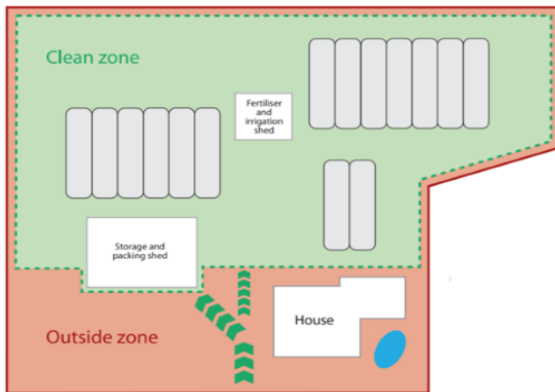 Clean zone
Fertiliser
and
irrigation
shed
Storage and
packing shed
House
Outside zone